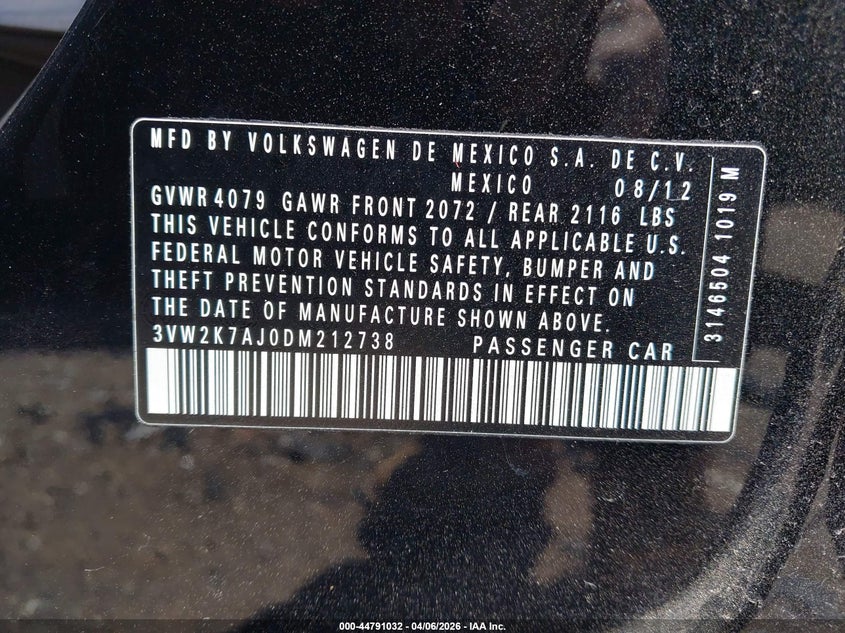 MFD BY VOLKSWAGEN DE MEXICO S.A. DE C.V.
MEXICO 08/12
GVWR 4079 GAWR FRONT 2072 / REAR 2116 LBS
THIS VEHICLE CONFORMS TO ALL APPLICABLE U.S.
FEDERAL MOTOR VEHICLE SAFETY, BUMPER AND
THEFT PREVENTION STANDARDS IN EFFECT ON
THE DATE OF MANUFACTURE SHOWN ABOVE.
3VW2K7AJ0DM212738 PASSENGER CAR
3146504 1019 M
000-44791032 - 04/06/2026 - IAA Inc.